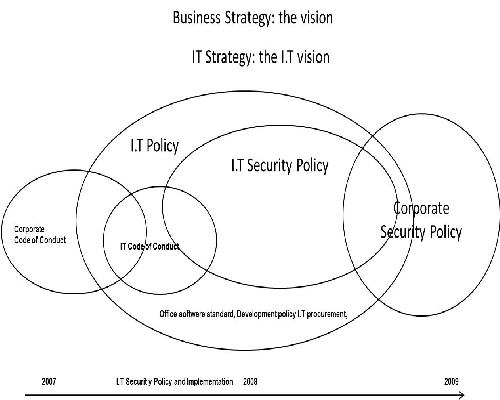 Business Strategy: the vision
IT Strategy: the I.T vision
I.T Policy
I.T Security Policy
Corporate
Security Policy
Corporate
Code of Conduct
IT Code of Conduct
Office software standard, Development policy I.T procurement,
2007 I.T Security Policy and Implementation 2008 2009